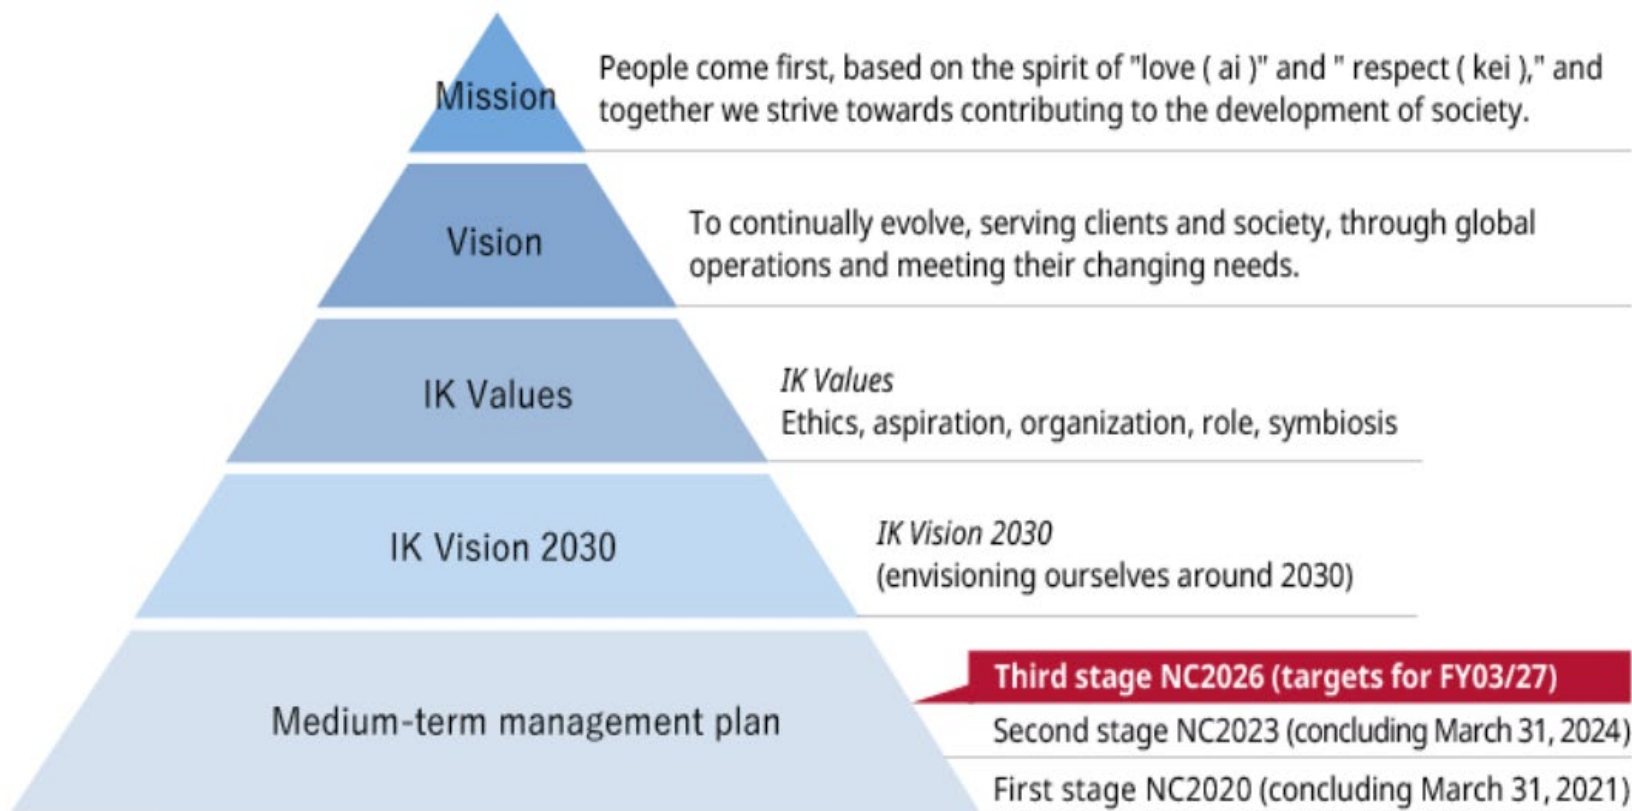 Mission
People come first, based on the spirit of "love ( ai )" and " respect ( kei )," and
together we strive towards contributing to the development of society.
Vision
To continually evolve, serving clients and society, through global
operations and meeting their changing needs.
IK Values
IK Values
Ethics, aspiration, organization, role, symbiosis
IK Vision 2030
IK Vision 2030
(envisioning ourselves around 2030)
Medium-term management plan
Third stage NC2026 (targets for FY03/27)
Second stage NC2023 (concluding March 31, 2024)
First stage NC2020 (concluding March 31, 2021)